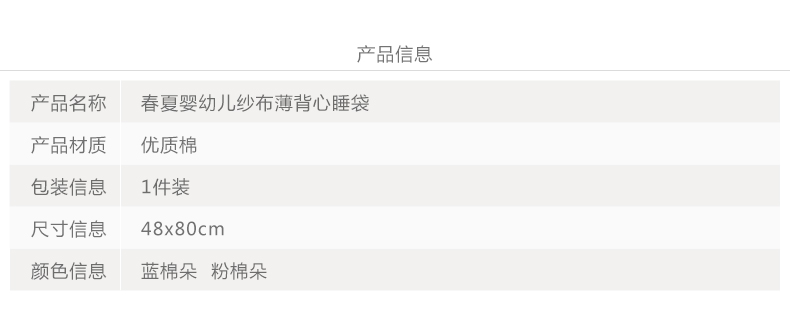 产品信息
产品名称 春夏婴幼儿纱布薄背心睡袋
产品材质 优质棉
包装信息 1件装
尺寸信息 48x80cm
颜色信息 蓝棉朵 粉棉朵